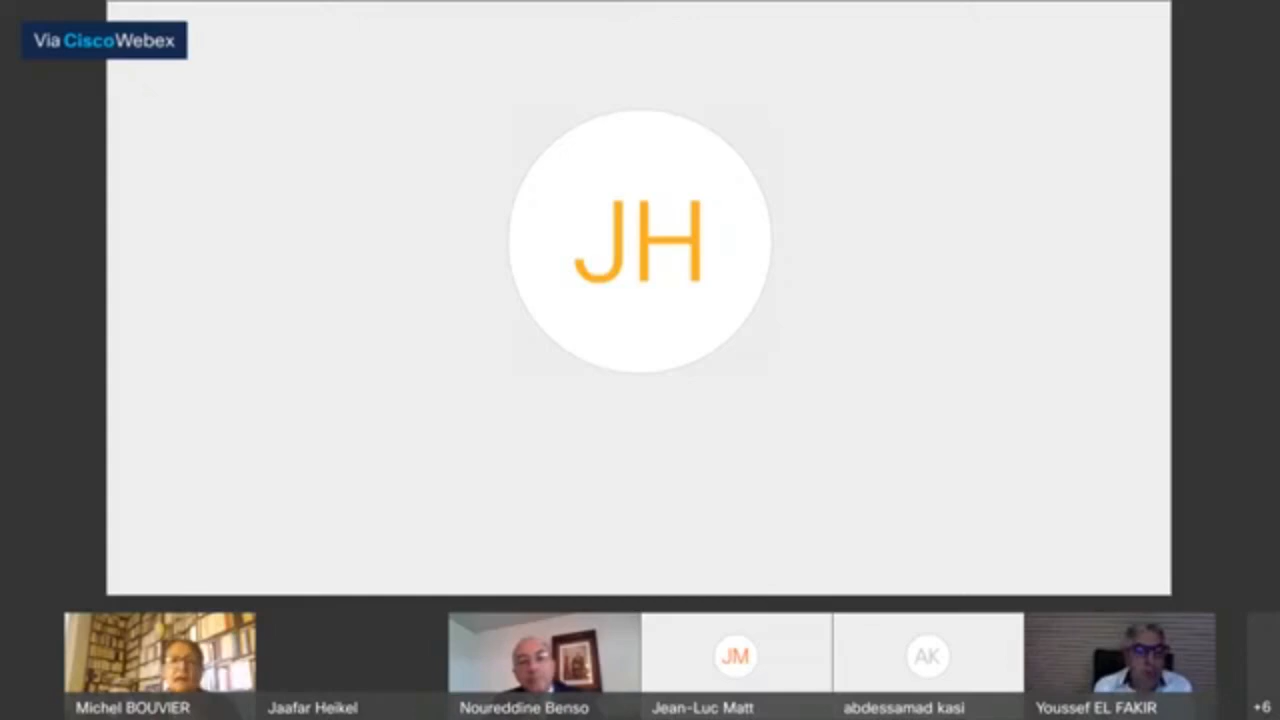 Via CiscoWebex
JH
JM
AK
Michel BOUVIER
Jaafar Heikel
Noureddine Benso
Jean-Luc Matt
abdessamad kasi
Youssef EL FAKIR
+6